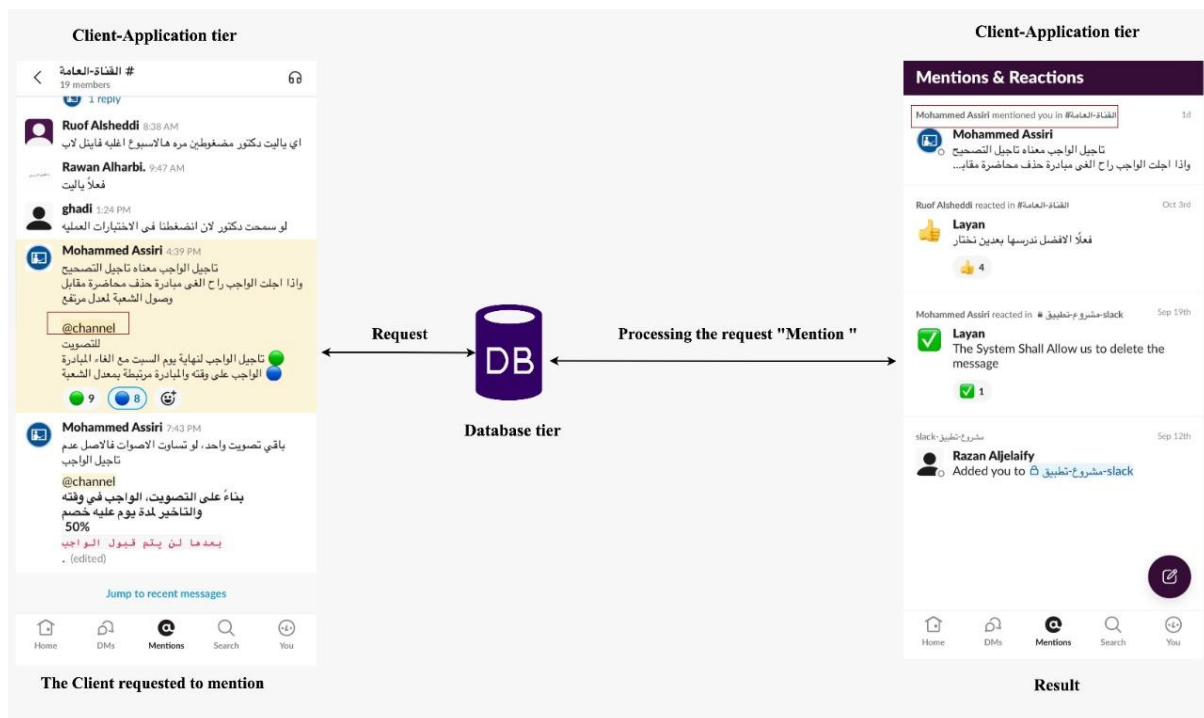 Client-Application tier
# القناة-العامة
19 members
1 reply
Ruof Alsheddi 8:38 AM
اي ياليت دكتور مضغوطين مره هالاسبوع اغلبه فاينل لاب
Rawan Alharbi. 9:47 AM
فعلاً ياليت
ghadi 1:24 PM
لو سمحت دكتور لان انضغطنا في الاختبارات العمليه
Mohammed Assiri 4:39 PM
تاجيل الواجب معناه تاجيل التصحيح
واذا اجلت الواجب راح الغي مبادرة حذف محاضرة مقابل
وصول الشعبة لمعدل مرتفع
@channel
للتصويت
🟢 تاجيل الواجب لنهاية يوم السبت مع الغاء المبادرة
🔵 الواجب على وقته والمبادرة مرتبطة بمعدل الشعبة
9 8
Mohammed Assiri 7:43 PM
باقي تصويت واحد، لو تساوت الاصوات فالاصل عدم
تاجيل الواجب
@channel
بناءً على التصويت، الواجب في وقته
والتاخير لمدة يوم عليه خصم
50%
بعدها لن يتم قبول الواجب
. (edited)
Jump to recent messages
Home DMs Mentions Search You
The Client requested to mention
Request
DB
Database tier
Processing the request "Mention "
Client-Application tier
Mentions & Reactions
Mohammed Assiri mentioned you in #القناة-العامة 1d
Mohammed Assiri
تاجيل الواجب معناه تاجيل التصحيح
واذا اجلت الواجب راح الغي مبادرة حذف محاضرة مقابـ...
Ruof Alsheddi reacted in #القناة-العامة Oct 3rd
Layan
فعلًا الافضل ندرسها بعدين نختار
4
Mohammed Assiri reacted in مشروع-تطبيق-slack Sep 19th
Layan
The System Shall Allow us to delete the
message
1
مشروع-تطبيق-slack Sep 12th
Razan Aljelaify
Added you to مشروع-تطبيق-slack
Home DMs Mentions Search You
Result